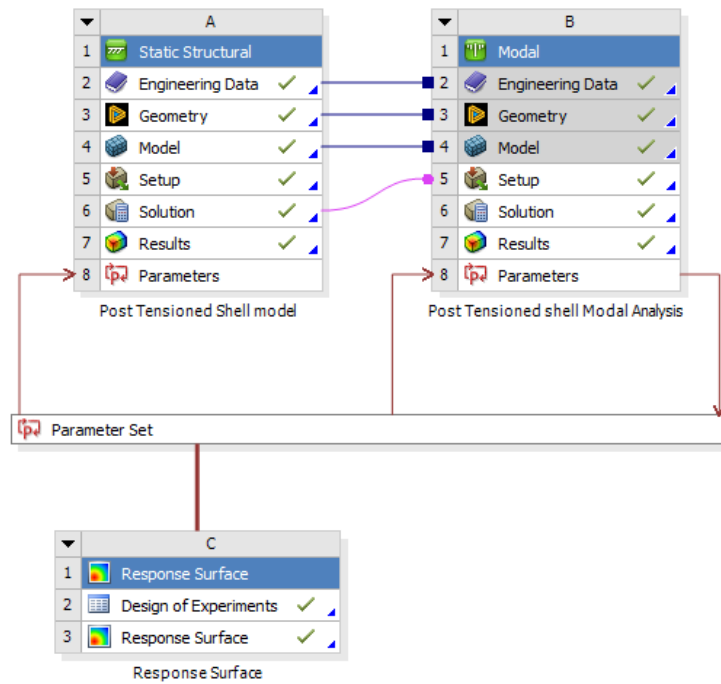 A
1 Static Structural
2 Engineering Data
3 Geometry
4 Model
5 Setup
6 Solution
7 Results
8 Parameters
Post Tensioned Shell model
B
1 Modal
2 Engineering Data
3 Geometry
4 Model
5 Setup
6 Solution
7 Results
8 Parameters
Post Tensioned shell Modal Analysis
Parameter Set
C
1 Response Surface
2 Design of Experiments
3 Response Surface
Response Surface